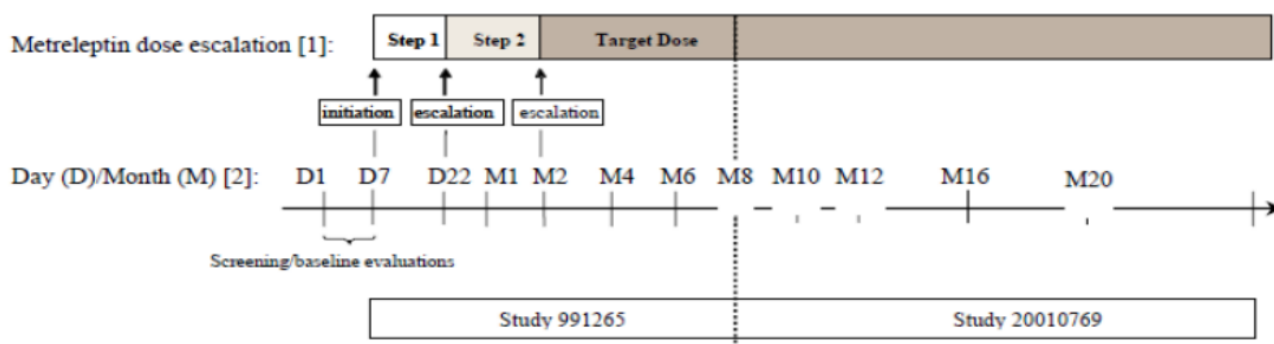 Metreleptin dose escalation [1]: Step 1 Step 2 Target Dose
initiation escalation escalation
Day (D)/Month (M) [2]: D1 D7 D22 M1 M2 M4 M6 M8 M10 M12 M16 M20
Screening/baseline evaluations
Study 991265 Study 20010769